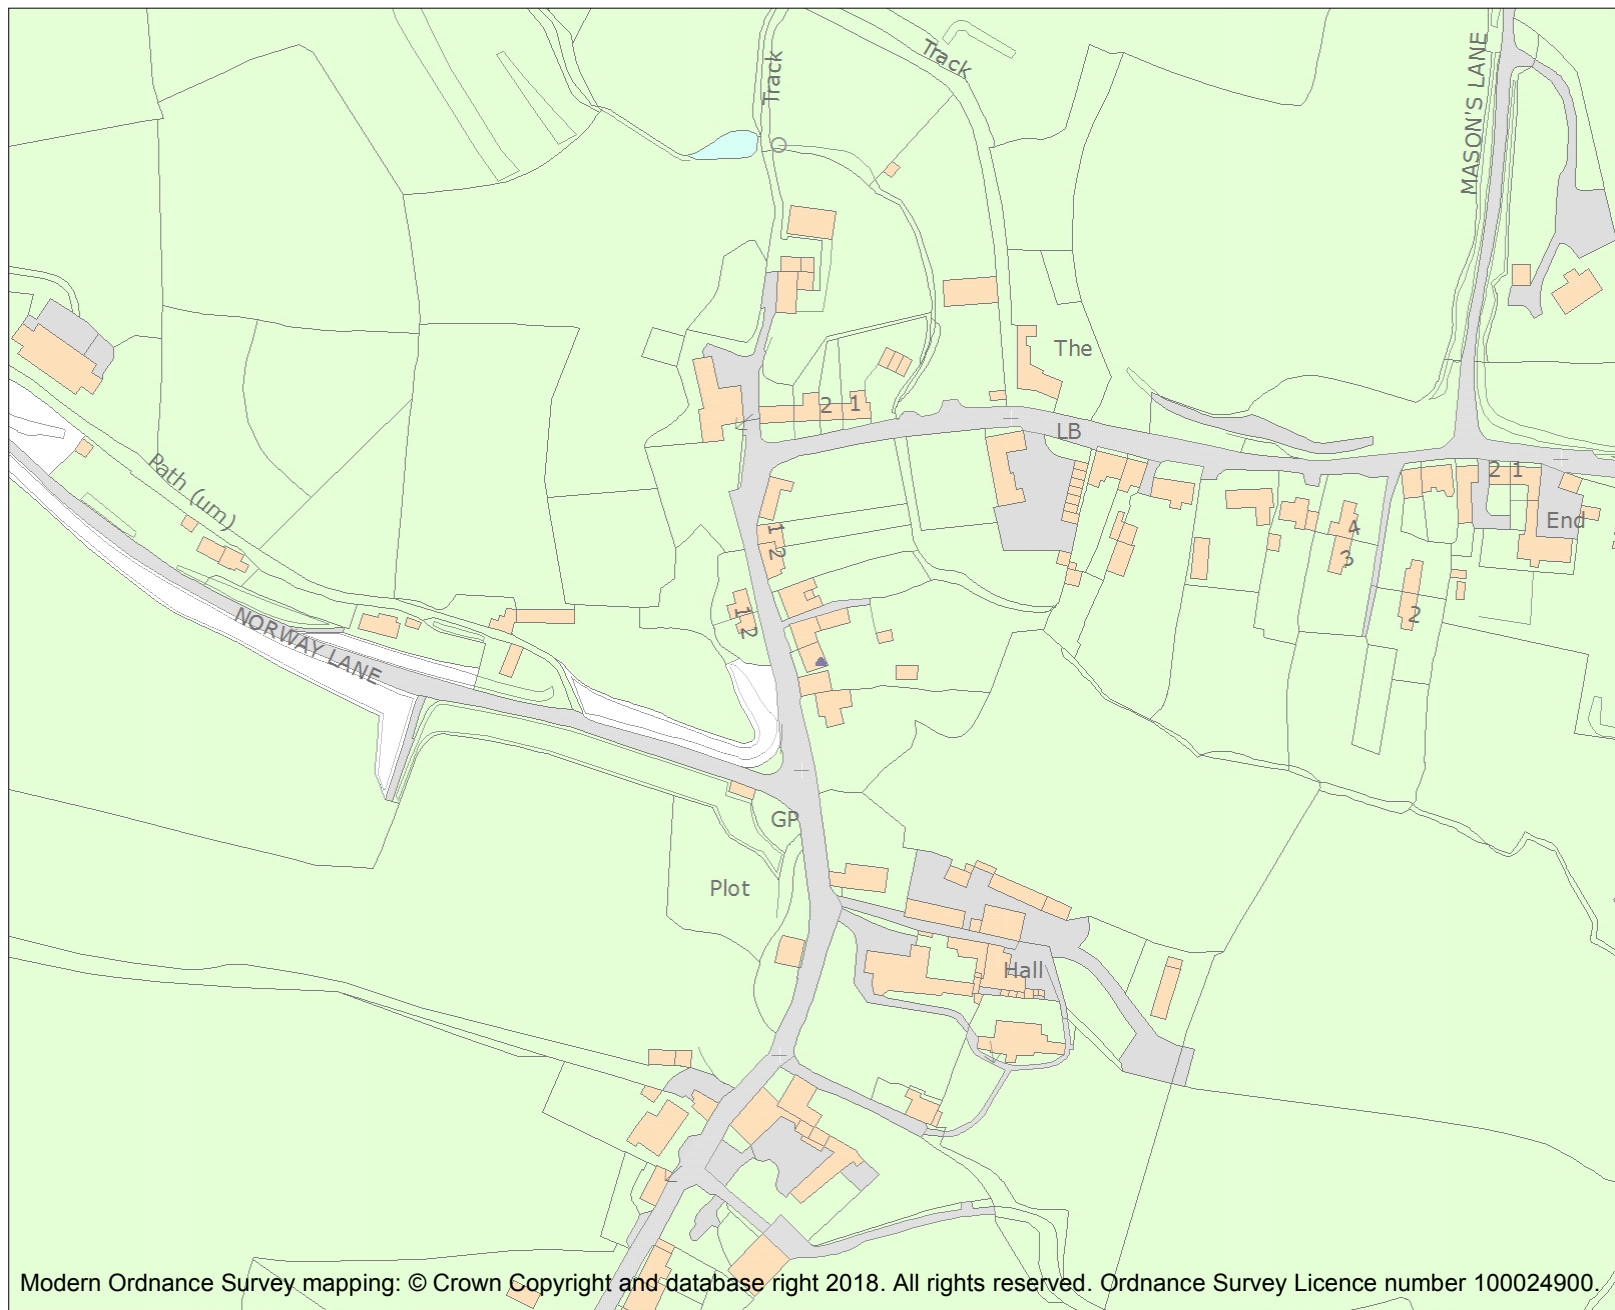 Track
Track
MASON'S LANE
The
2 1
LB
Path (um)
2 1
End
1
2
4
3
2
1
2
NORWAY LANE
GP
Plot
Hall
Modern Ordnance Survey mapping: © Crown Copyright and database right 2018. All rights reserved. Ordnance Survey Licence number 100024900.